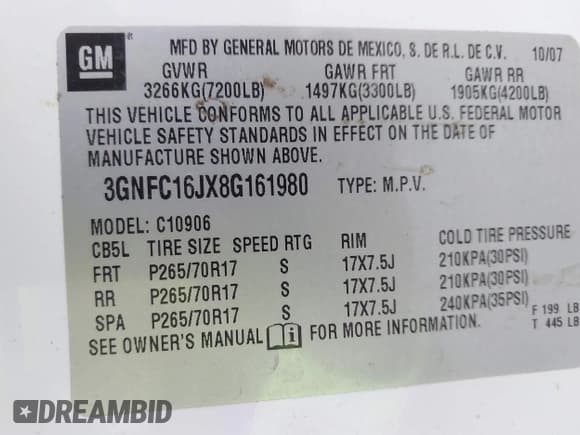 GM ®
MFD BY GENERAL MOTORS DE MEXICO, S. DE R.L. DE C.V. 10/07
GVWR GAWR FRT GAWR RR
3266KG(7200LB) 1497KG(3300LB) 1905KG(4200LB)
THIS VEHICLE CONFORMS TO ALL APPLICABLE U.S. FEDERAL MOTOR
VEHICLE SAFETY STANDARDS IN EFFECT ON THE DATE OF
MANUFACTURE SHOWN ABOVE.
3GNFC16JX8G161980 TYPE: M.P.V.
MODEL: C10906
CB5L TIRE SIZE SPEED RTG RIM COLD TIRE PRESSURE
FRT P265/70R17 S 17X7.5J 210KPA(30PSI)
RR P265/70R17 S 17X7.5J 210KPA(30PSI)
SPA P265/70R17 S 17X7.5J 240KPA(35PSI)
F 199 LB
SEE OWNER'S MANUAL FOR MORE INFORMATION. T 445 LB
DREAMBID